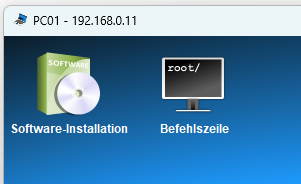 PC01 - 192.168.0.11
SOFTWARE
root/
Software-Installation
Befehlszeile